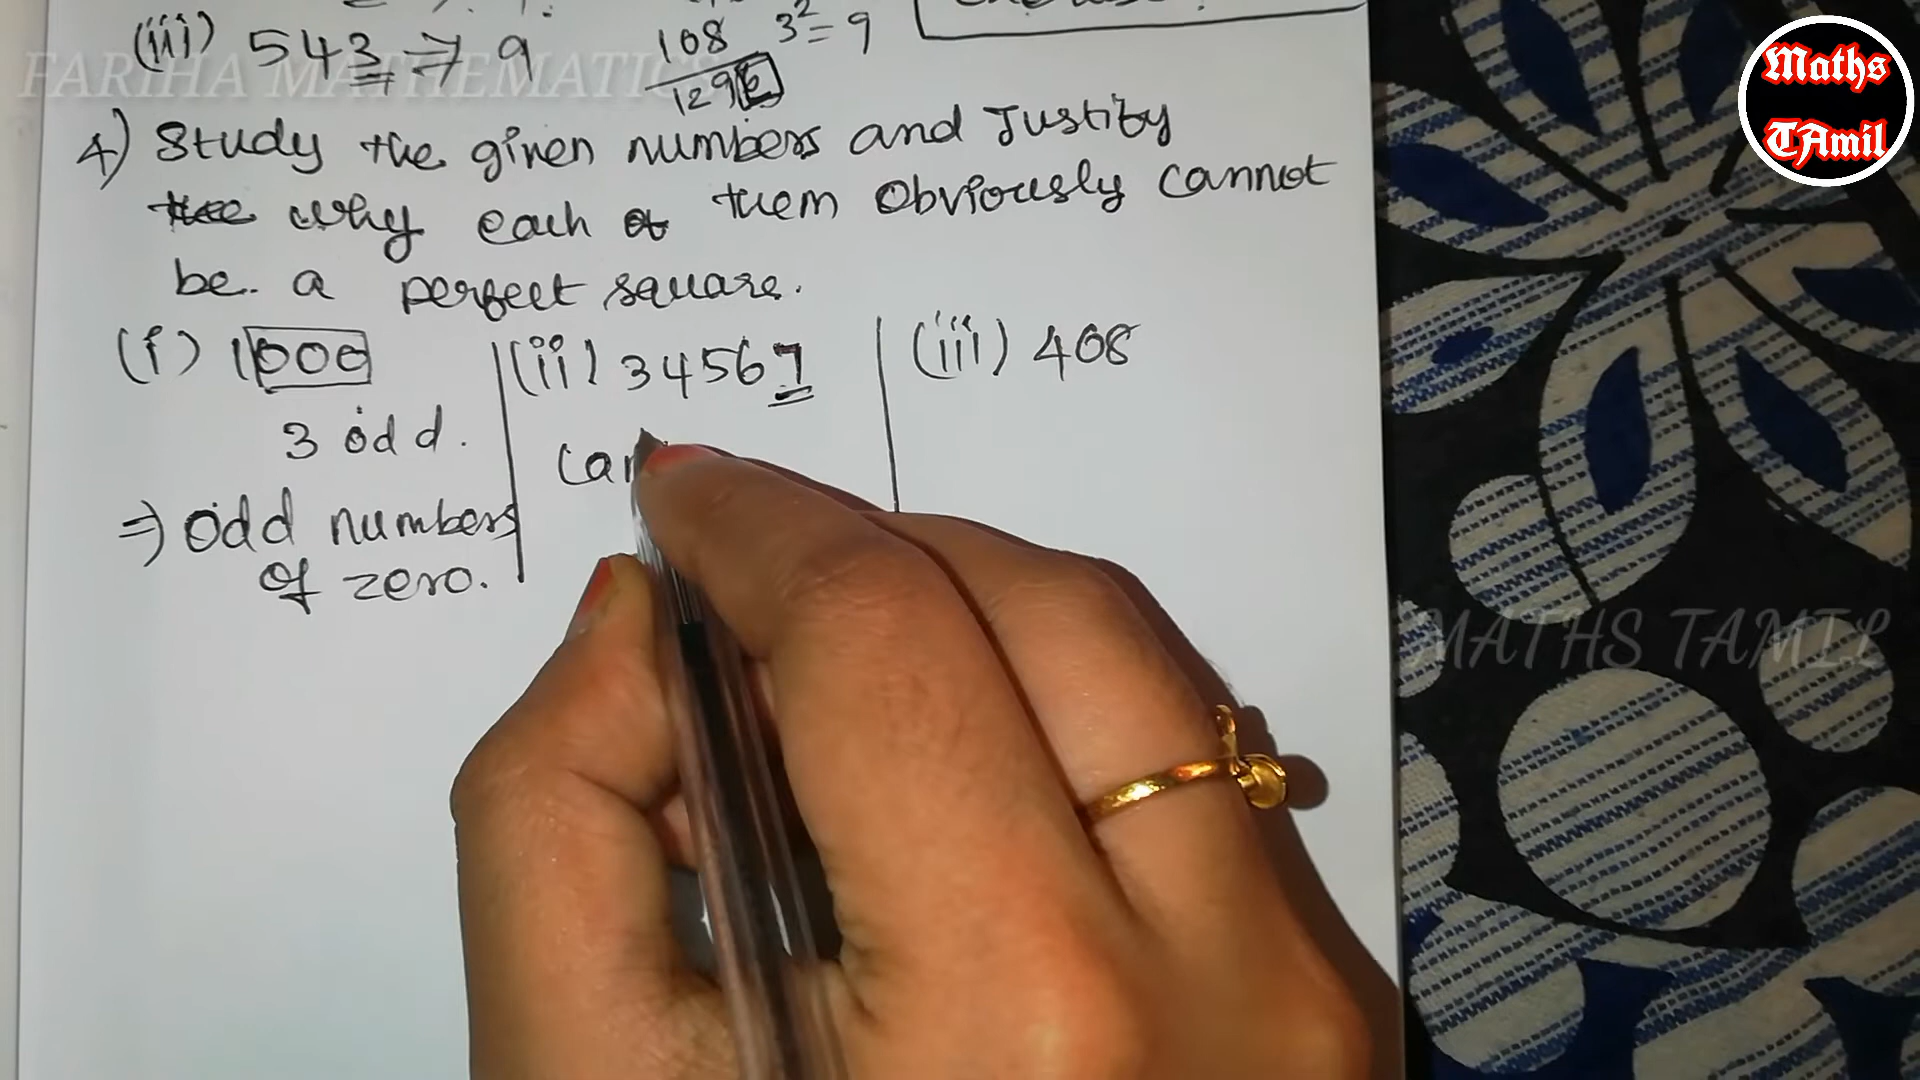 (iii) 543 => 9
108 3² = 9
1296
4) Study the given numbers and Justify
why each of them obviously cannot
be. a perfect square.
(i) 1000
(ii) 34567
(iii) 408
3 odd.
=) odd numbers
of zero.
Can
FARIHA MATHEMATICS
Maths
TAmil
MATHS TAMIL